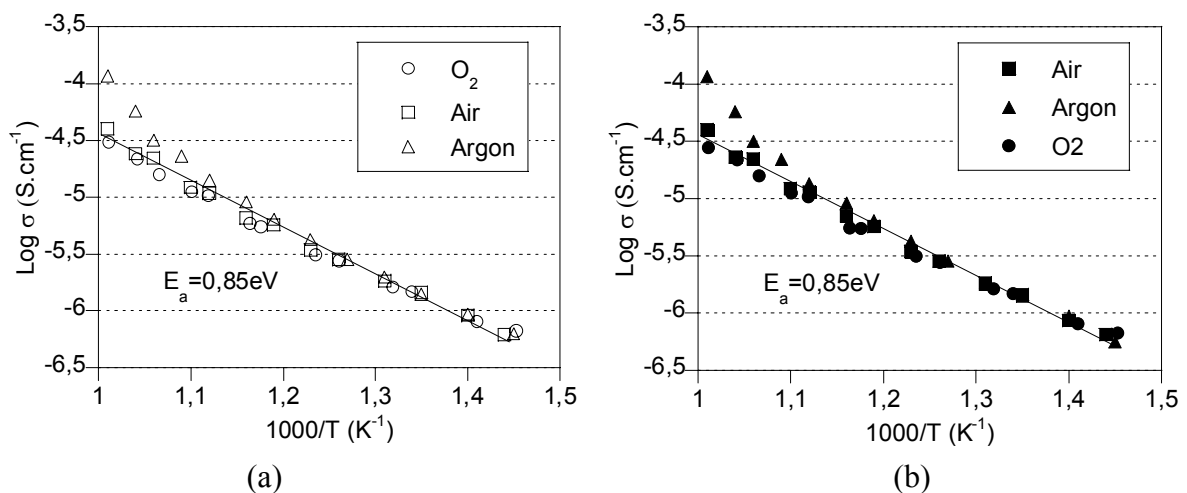 -3,5
-4
-4,5
-5
-5,5
-6
-6,5
Log σ (S.cm⁻¹)
O₂
Air
Argon
Eₐ=0,85eV
1 1,1 1,2 1,3 1,4 1,5
1000/T (K⁻¹)
(a)
-3,5
-4
-4,5
-5
-5,5
-6
-6,5
Log σ (S.cm⁻¹)
Air
Argon
O2
Eₐ=0,85eV
1 1,1 1,2 1,3 1,4 1,5
1000/T (K⁻¹)
(b)